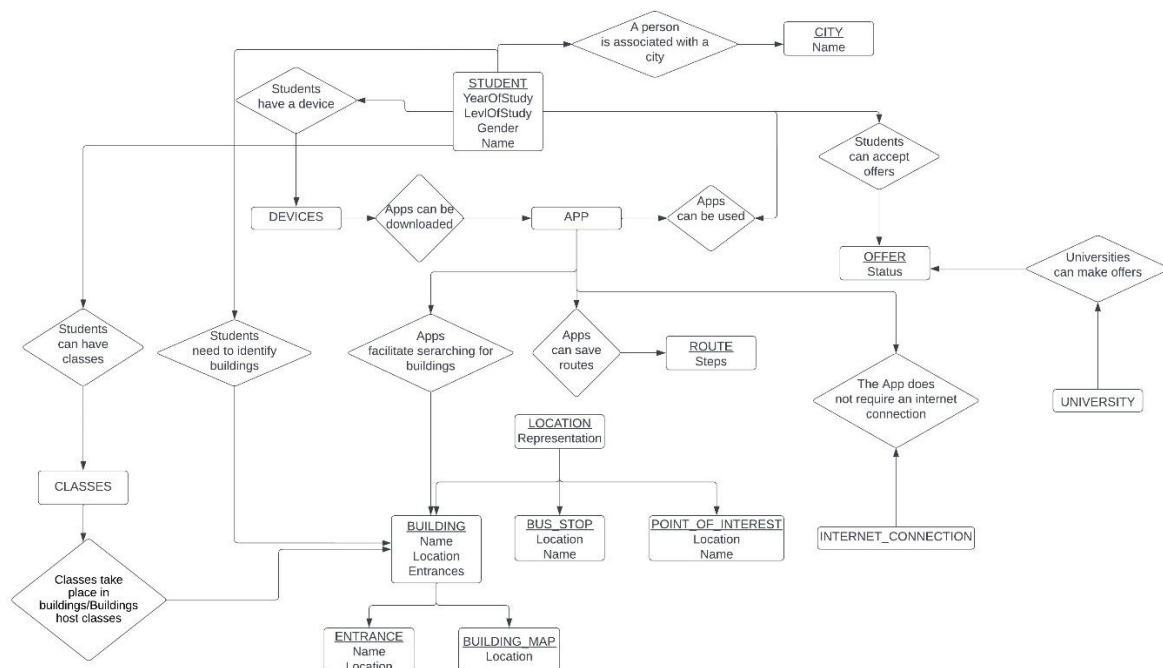 A person
is associated with a
city
CITY
Name
STUDENT
YearOfStudy
LevlOfStudy
Gender
Name
Students
have a device
Students
can accept
offers
DEVICES
Apps can be
downloaded
APP
Apps
can be used
OFFER
Status
Universities
can make offers
Students
can have
classes
Students
need to identify
buildings
Apps
facilitate serarching for
buildings
Apps
can save
routes
ROUTE
Steps
The App does
not require an internet
connection
UNIVERSITY
LOCATION
Representation
CLASSES
BUILDING
Name
Location
Entrances
BUS_STOP
Location
Name
POINT_OF_INTEREST
Location
Name
INTERNET_CONNECTION
Classes take
place in
buildings/Buildings
host classes
ENTRANCE
Name
Location
BUILDING_MAP
Location